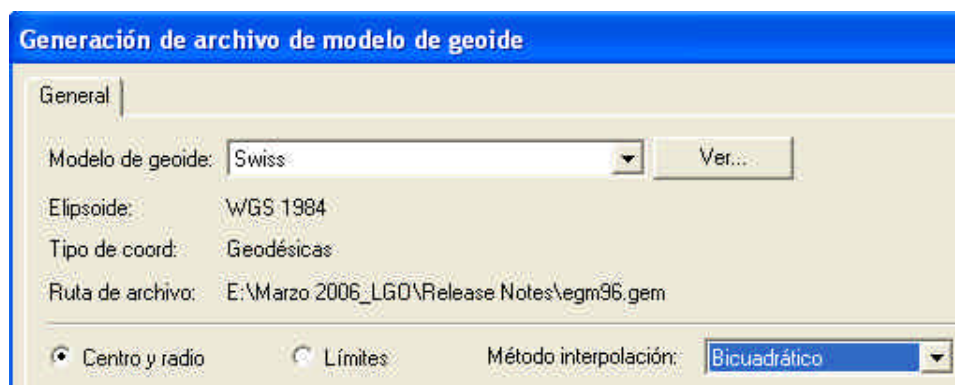 Generación de archivo de modelo de geoide
General
Modelo de geoide: Swiss Ver...
Elipsoide: WGS 1984
Tipo de coord: Geodésicas
Ruta de archivo: E:\Marzo 2006_LGO\Release Notes\egm96.gem
Centro y radio Límites Método interpolación: Bicuadrático